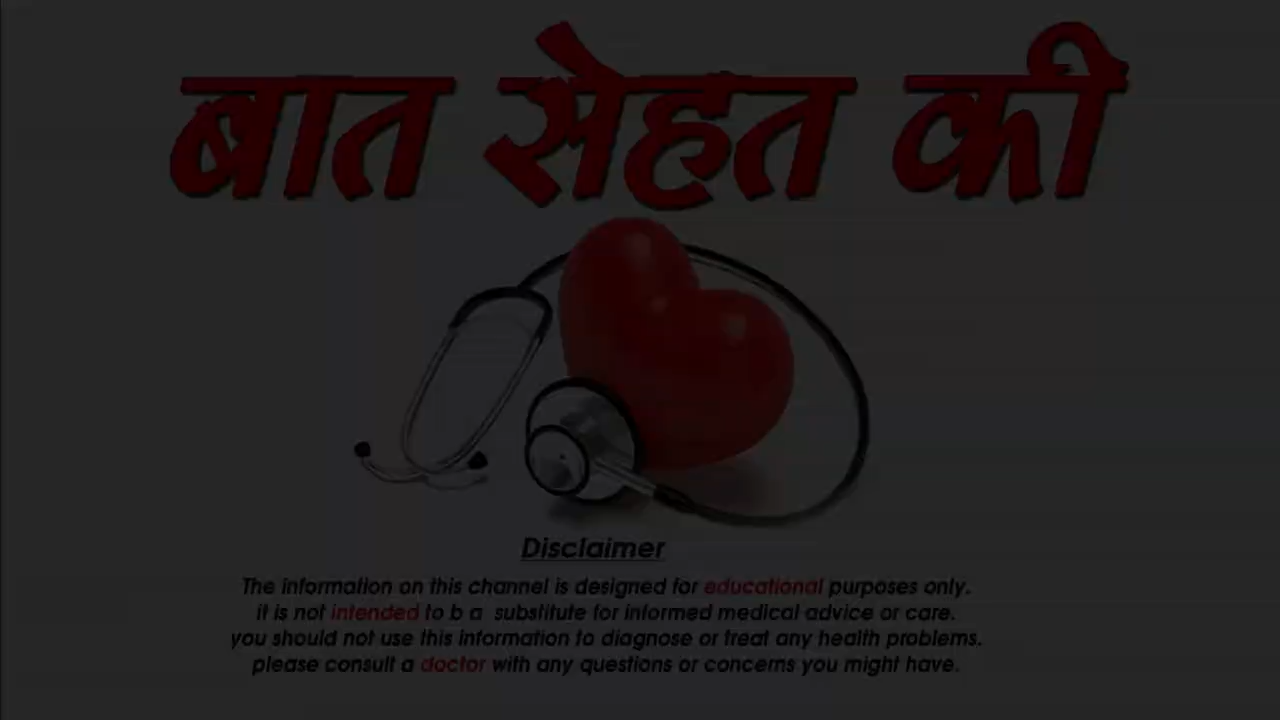 बात सेहत की
Disclaimer
The information on this channel is designed for educational purposes only.
it is not intended to b a substitute for informed medical advice or care.
you should not use this information to diagnose or treat any health problems.
please consult a doctor with any questions or concerns you might have.